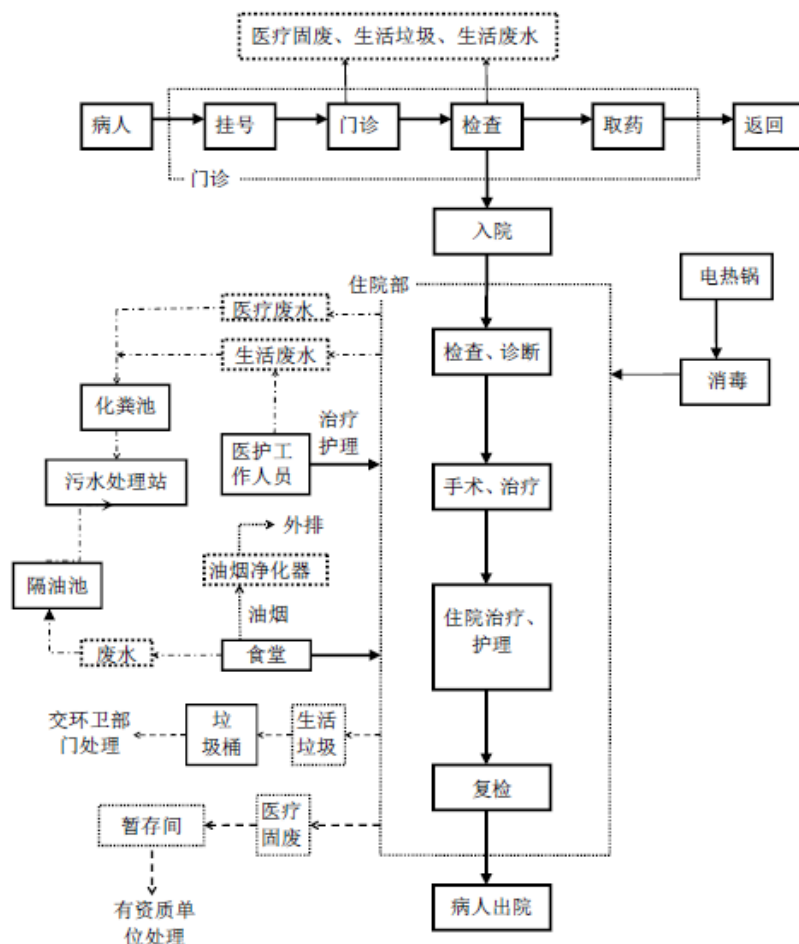 医疗固废、生活垃圾、生活废水
病人
挂号
门诊
检查
取药
返回
门诊
入院
住院部
电热锅
医疗废水
生活废水
检查、诊断
消毒
化粪池
治疗
护理
医护工
作人员
污水处理站
手术、治疗
外排
油烟净化器
隔油池
油烟
住院治疗、
护理
废水
食堂
交环卫部
门处理
垃
圾桶
生活
垃圾
复检
医疗
固废
暂存间
病人出院
有资质单
位处理